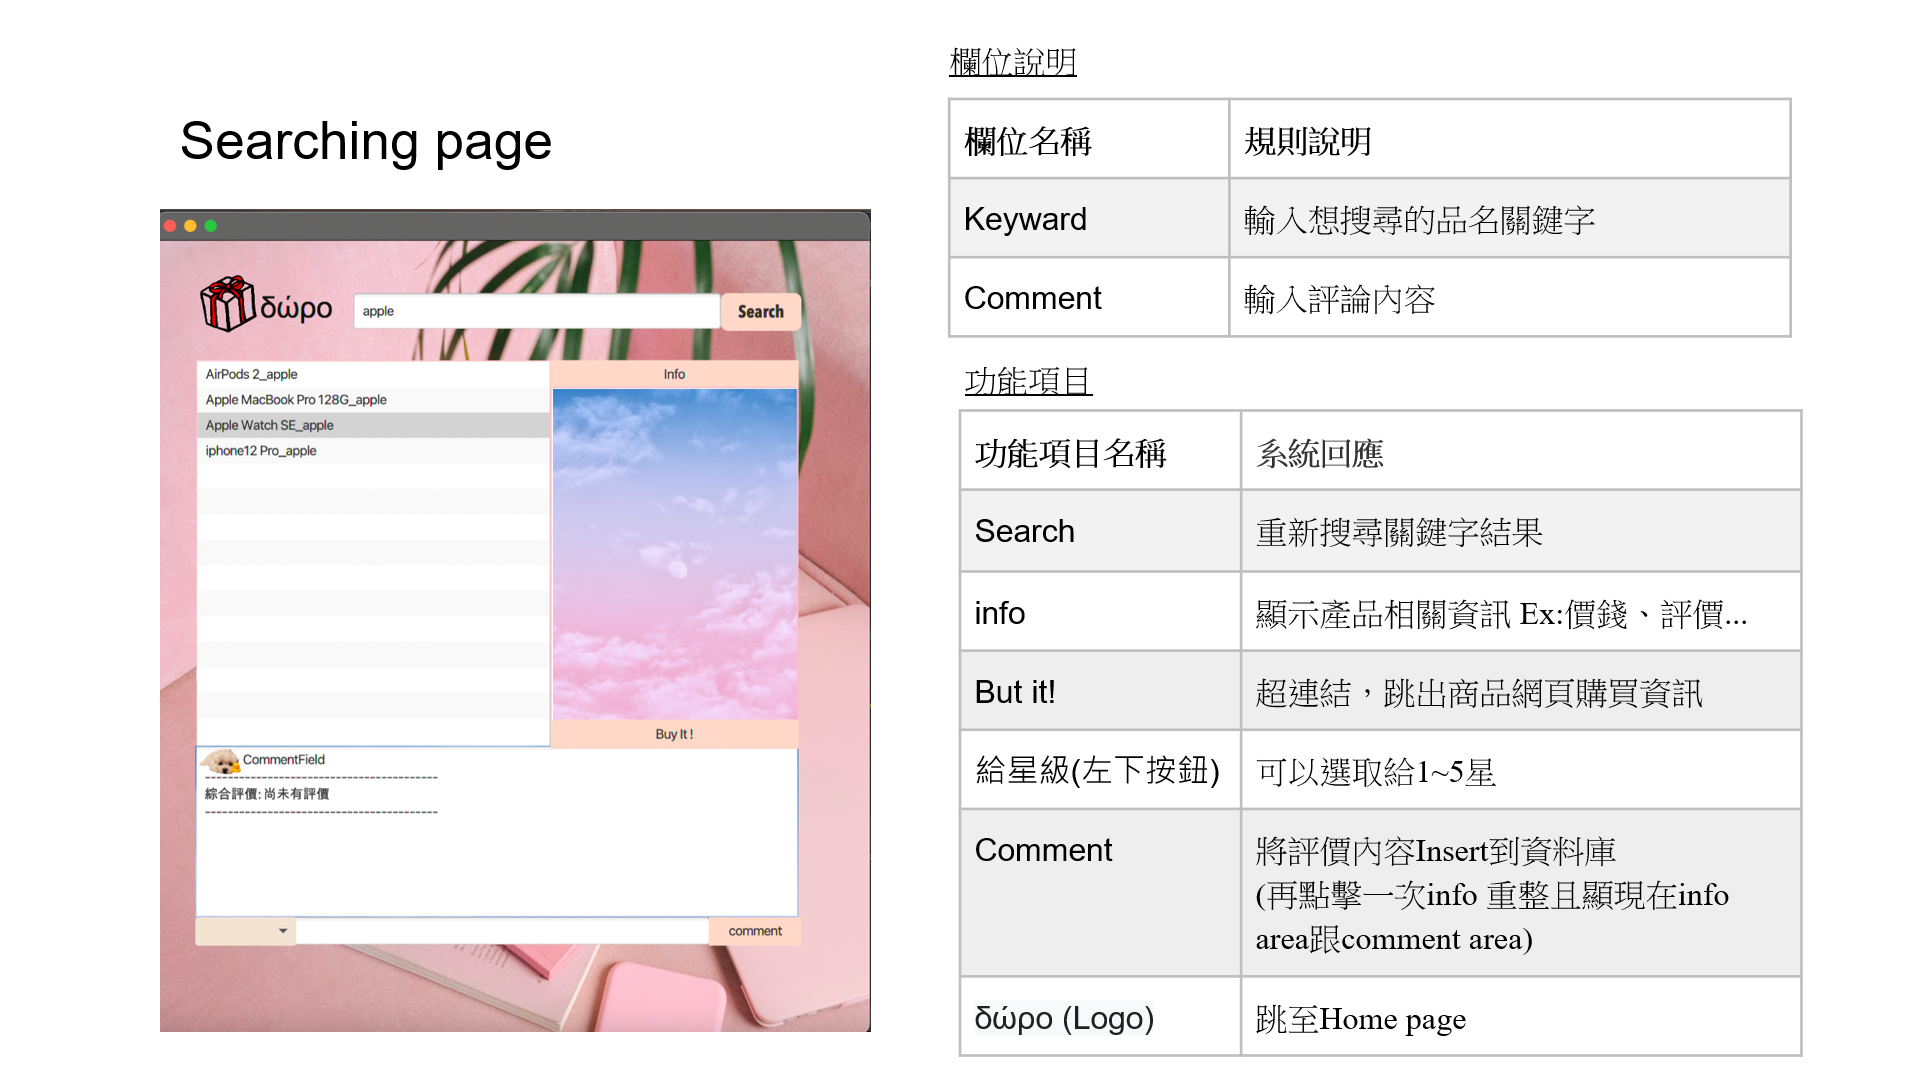 Searching page
δώρο
apple
Search
AirPods 2_apple
Apple MacBook Pro 128G_apple
Apple Watch SE_apple
iphone12 Pro_apple
Info
Buy It !
CommentField
------------------------------------------
綜合評價: 尚未有評價
------------------------------------------
comment
欄位說明
欄位名稱 規則說明
Keyward 輸入想搜尋的品名關鍵字
Comment 輸入評論內容
功能項目
功能項目名稱 系統回應
Search 重新搜尋關鍵字結果
info 顯示產品相關資訊 Ex:價錢、評價...
But it! 超連結，跳出商品網頁購買資訊
給星級(左下按鈕) 可以選取給1~5星
Comment 將評價內容Insert到資料庫
(再點擊一次info 重整且顯現在info
area跟comment area)
δώρο (Logo) 跳至Home page